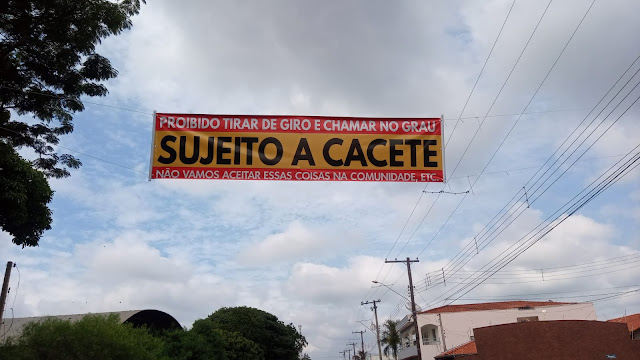 PROIBIDO TIRAR DE GIRO E CHAMAR NO GRAU
SUJEITO A CACETE
NÃO VAMOS ACEITAR ESSAS COISAS NA COMUNIDADE, ETC.